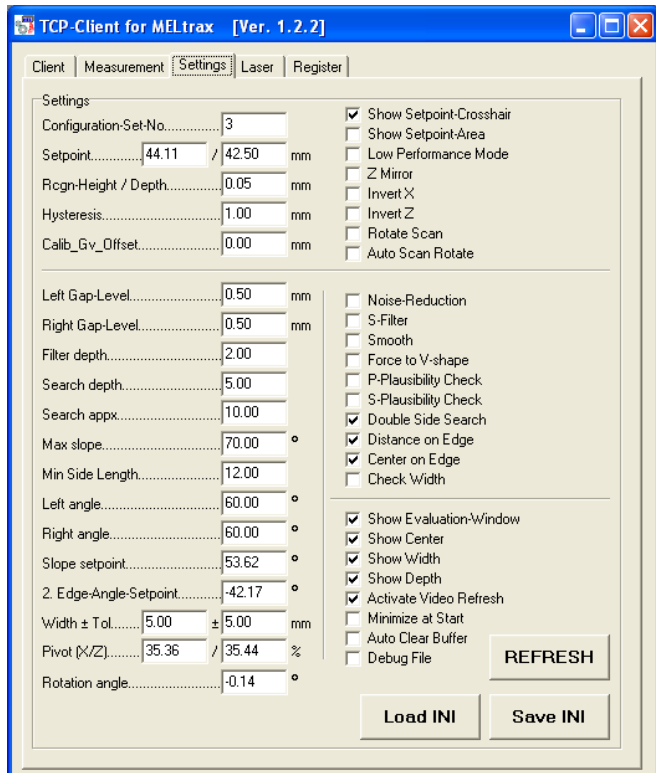 TCP-Client for MELtrax [Ver. 1.2.2]
Client Measurement Settings Laser Register
Settings
Configuration-Set-No.............. 3
Setpoint............. 44.11 / 42.50 mm
Rcgn-Height / Depth............. 0.05 mm
Hysteresis............................... 1.00 mm
Calib_Gv_Offset.................... 0.00 mm
Show Setpoint-Crosshair
Show Setpoint-Area
Low Performance Mode
Z Mirror
Invert X
Invert Z
Rotate Scan
Auto Scan Rotate
Left Gap-Level....................... 0.50 mm
Right Gap-Level..................... 0.50 mm
Filter depth.............................. 2.00
Search depth.......................... 5.00
Search appx........................... 10.00
Max slope............................... 70.00 °
Min Side Length..................... 12.00
Left angle................................ 60.00 °
Right angle............................. 60.00 °
Slope setpoint........................ 53.62 °
2. Edge-Angle-Setpoint.......... -42.17 °
Width ± Tol....... 5.00 ± 5.00 mm
Pivot (X/Z)........ 35.36 / 35.44 %
Rotation angle....................... -0.14 °
Noise-Reduction
S-Filter
Smooth
Force to V-shape
P-Plausibility Check
S-Plausibility Check
Double Side Search
Distance on Edge
Center on Edge
Check Width
Show Evaluation-Window
Show Center
Show Width
Show Depth
Activate Video Refresh
Minimize at Start
Auto Clear Buffer
Debug File
REFRESH
Load INI Save INI